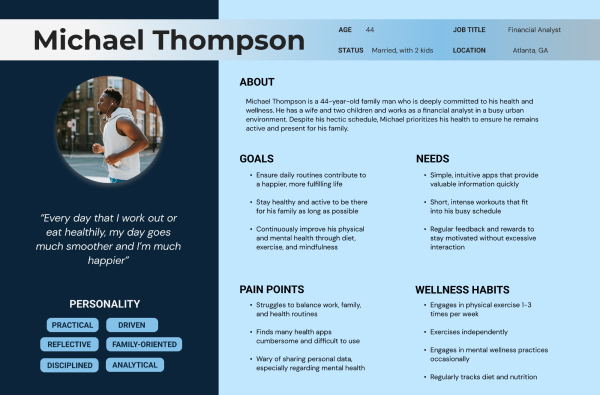 Michael Thompson
AGE 44
JOB TITLE Financial Analyst
STATUS Married, with 2 kids
LOCATION Atlanta, GA
"Every day that I work out or
eat healthily, my day goes
much smoother and I'm much
happier"
PERSONALITY
PRACTICAL DRIVEN
REFLECTIVE FAMILY-ORIENTED
DISCIPLINED ANALYTICAL
ABOUT
Michael Thompson is a 44-year-old family man who is deeply committed to his health and
wellness. He has a wife and two children and works as a financial analyst in a busy urban
environment. Despite his hectic schedule, Michael prioritizes his health to ensure he remains
active and present for his family.
GOALS
• Ensure daily routines contribute to
a happier, more fulfilling life
• Stay healthy and active to be there
for his family as long as possible
• Continuously improve his physical
and mental health through diet,
exercise, and mindfulness
NEEDS
• Simple, intuitive apps that provide
valuable information quickly
• Short, intense workouts that fit
into his busy schedule
• Regular feedback and rewards to
stay motivated without excessive
interaction
PAIN POINTS
• Struggles to balance work, family,
and health routines
• Finds many health apps
cumbersome and difficult to use
• Wary of sharing personal data,
especially regarding mental health
WELLNESS HABITS
• Engages in physical exercise 1-3
times per week
• Exercises independently
• Engages in mental wellness practices
occasionally
• Regularly tracks diet and nutrition